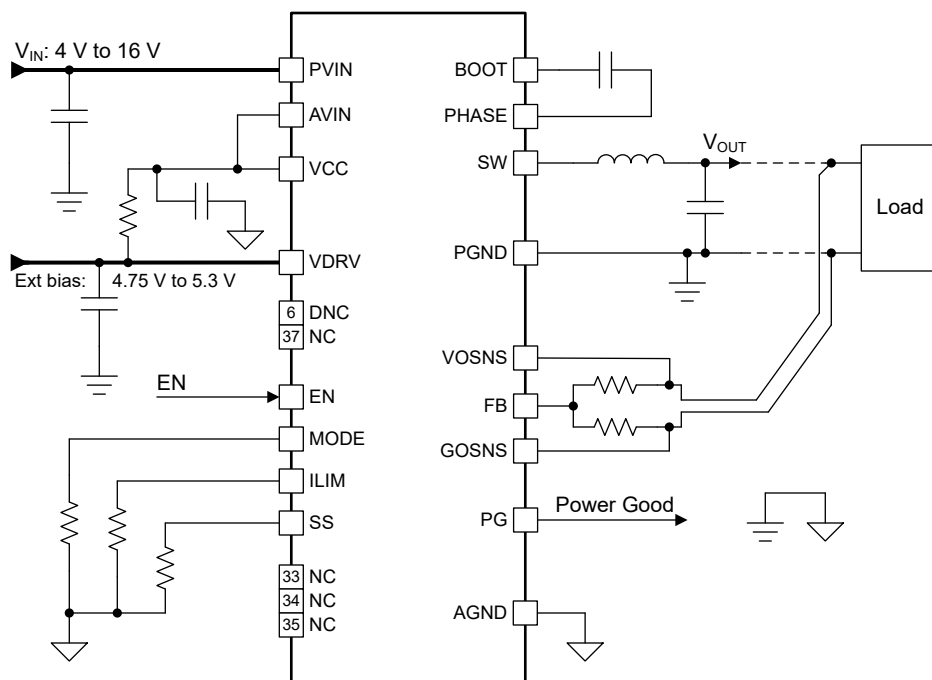 V_IN: 4 V to 16 V
PVIN
AVIN
VCC
Ext bias: 4.75 V to 5.3 V
VDRV
6 DNC
37 NC
EN
EN
MODE
ILIM
SS
33 NC
34 NC
35 NC
BOOT
PHASE
SW
V_OUT
Load
PGND
VOSNS
FB
GOSNS
PG
Power Good
AGND